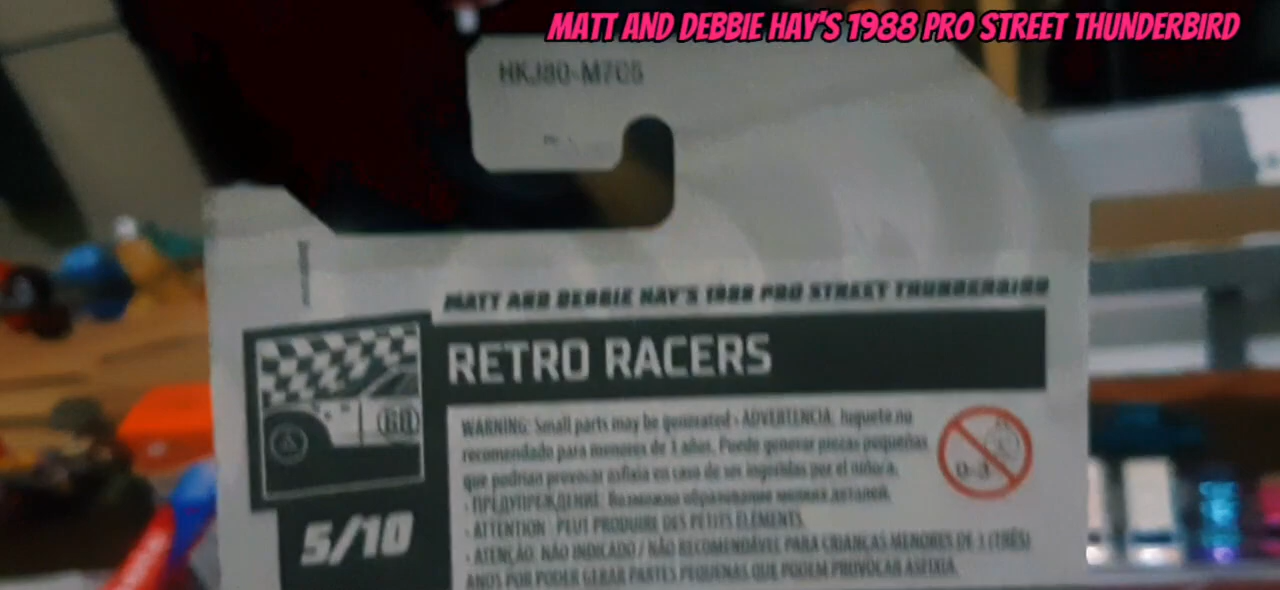 MATT AND DEBBIE HAY'S 1988 PRO STREET THUNDERBIRD
HKJ80-M7C5
MATT AND DEBBIE HAY'S 1988 PRO STREET THUNDERBIRD
RETRO RACERS
68
WARNING: Small parts may be generated · ADVERTENCIA: Juguete no
recomendado para menores de 3 años. Puede generar piezas pequeñas
que podrían provocar asfixia en caso de ser ingeridas por el niño/a.
· ПРЕДУПРЕЖДЕНИЕ: Возможно образование мелких деталей.
· ATTENTION : PEUT PRODUIRE DES PETITS ÉLÉMENTS.
· ATENÇÃO: NÃO INDICADO / NÃO RECOMENDÁVEL PARA CRIANÇAS MENORES DE 3 (TRÊS)
ANOS POR PODER GERAR PARTES PEQUENAS QUE PODEM PROVOCAR ASFIXIA.
0-3
5/10